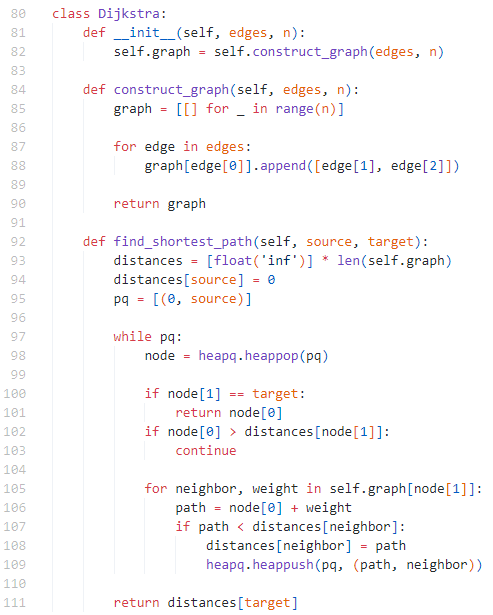 80 class Dijkstra:
81     def __init__(self, edges, n):
82         self.graph = self.construct_graph(edges, n)
83
84     def construct_graph(self, edges, n):
85         graph = [[] for _ in range(n)]
86
87         for edge in edges:
88             graph[edge[0]].append([edge[1], edge[2]])
89
90         return graph
91
92     def find_shortest_path(self, source, target):
93         distances = [float('inf')] * len(self.graph)
94         distances[source] = 0
95         pq = [(0, source)]
96
97         while pq:
98             node = heapq.heappop(pq)
99
100             if node[1] == target:
101                 return node[0]
102             if node[0] > distances[node[1]]:
103                 continue
104
105             for neighbor, weight in self.graph[node[1]]:
106                 path = node[0] + weight
107                 if path < distances[neighbor]:
108                     distances[neighbor] = path
109                     heapq.heappush(pq, (path, neighbor))
110
111         return distances[target]